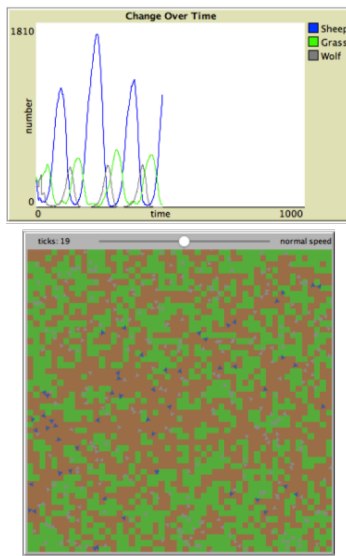 Change Over Time
1810
number
0
0
time
1000
Sheep
Grass
Wolf
ticks: 19
normal speed